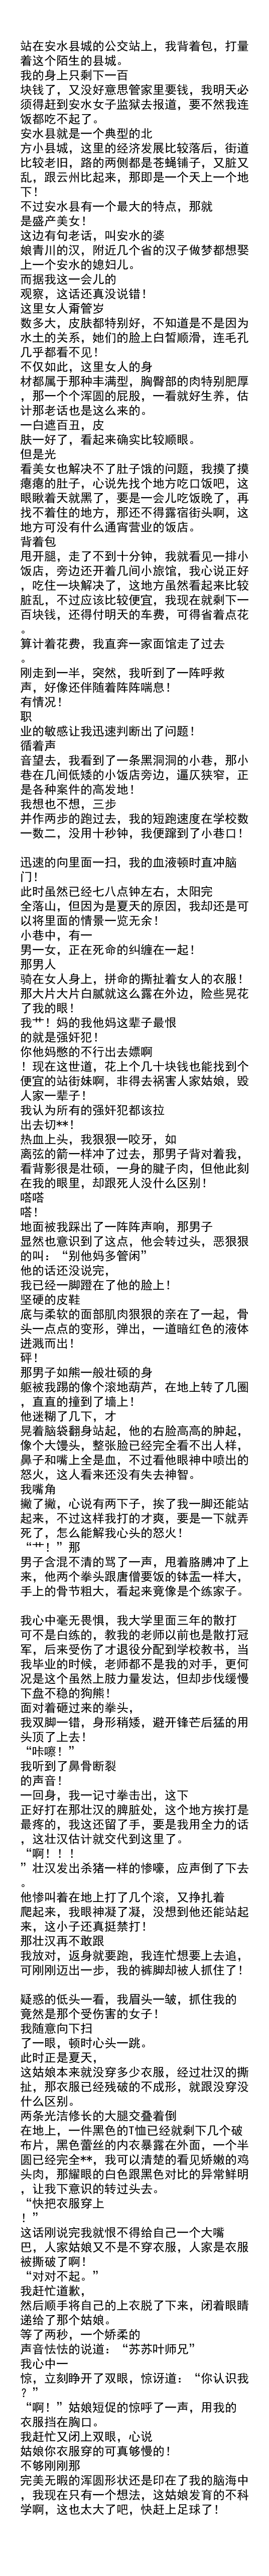 站在安水县城的公交站上，我背着包，打量
着这个陌生的县城。
我的身上只剩下一百
块钱了，又没好意思管家里要钱，我明天必
须得赶到安水女子监狱去报道，要不然我连
饭都吃不起了。
安水县就是一个典型的北
方小县城，这里的经济发展比较落后，街道
比较老旧，路的两侧都是苍蝇铺子，又脏又
乱，跟云州比起来，那即是一个天上一个地
下！
不过安水县有一个最大的特点，那就
是盛产美女！
这边有句老话，叫安水的婆
娘青川的汉，附近几个省的汉子做梦都想娶
上一个安水的媳妇儿。
而据我这一会儿的
观察，这话还真没说错！
这里女人甭管岁
数多大，皮肤都特别好，不知道是不是因为
水土的关系，她们的脸上白皙顺滑，连毛孔
几乎都看不见！
不仅如此，这里女人的身
材都属于那种丰满型，胸臀部的肉特别肥厚
，那一个个浑圆的屁股，一看就好生养，估
计那老话也是这么来的。
一白遮百丑，皮
肤一好了，看起来确实比较顺眼。
但是光
看美女也解决不了肚子饿的问题，我摸了摸
瘪瘪的肚子，心说先找个地方吃口饭吧，这
眼瞅着天就黑了，要是一会儿吃饭晚了，再
找不着住的地方，那还不得露宿街头啊，这
地方可没有什么通宵营业的饭店。
背着包
甩开腿，走了不到十分钟，我就看见一排小
饭店，旁边还开着几间小旅馆，我心说正好
，吃住一块解决了，这地方虽然看起来比较
脏乱，不过应该比较便宜，我现在就剩下一
百块钱，还得付明天的车费，可得省着点花
。
算计着花费，我直奔一家面馆走了过去
。
刚走到一半，突然，我听到了一阵呼救
声，好像还伴随着阵阵喘息！
有情况！
职
业的敏感让我迅速判断出了问题！
循着声
音望去，我看到了一条黑洞洞的小巷，那小
巷在几间低矮的小饭店旁边，逼仄狭窄，正
是各种案件的高发地！
我想也不想，三步
并作两步的跑过去，我的短跑速度在学校数
一数二，没用十秒钟，我便蹿到了小巷口！
迅速的向里面一扫，我的血液顿时直冲脑
门！
此时虽然已经七八点钟左右，太阳完
全落山，但因为是夏天的原因，我却还是可
以将里面的情景一览无余！
小巷中，有一
男一女，正在死命的纠缠在一起！
那男人
骑在女人身上，拼命的撕扯着女人的衣服！
那大片大片白腻就这么露在外边，险些晃花
了我的眼！
我艹！妈的我他妈这辈子最恨
的就是强奸犯！
你他妈憋的不行出去嫖啊
！现在这世道，花上个几十块钱也能找到个
便宜的站街妹啊，非得去祸害人家姑娘，毁
人家一辈子！
我认为所有的强奸犯都该拉
出去切**！
热血上头，我狠狠一咬牙，如
离弦的箭一样冲了过去，那男子背对着我，
看背影很是壮硕，一身的腱子肉，但他此刻
在我的眼里，却跟死人没什么区别！
嗒嗒
嗒！
地面被我踩出了一阵阵声响，那男子
显然也意识到了这点，他会转过头，恶狠狠
的叫：“别他妈多管闲”
他的话还没说完，
我已经一脚蹬在了他的脸上！
坚硬的皮鞋
底与柔软的面部肌肉狠狠的亲在了一起，骨
头一点点的变形，弹出，一道暗红色的液体
迸溅而出！
砰！
那男子如熊一般壮硕的身
躯被我踢的像个滚地葫芦，在地上转了几圈
，直直的撞到了墙上！
他迷糊了几下，才
晃着脑袋翻身站起，他的右脸高高的肿起，
像个大馒头，整张脸已经完全看不出人样，
鼻子和嘴上全是血，不过看他眼神中喷出的
怒火，这人看来还没有失去神智。
我嘴角
撇了撇，心说有两下子，挨了我一脚还能站
起来，不过这样我打的才爽，要是一下就弄
死了，怎么能解我心头的怒火！
“艹！”那
男子含混不清的骂了一声，甩着胳膊冲了上
来，他两个拳头跟唐僧要饭的钵盂一样大，
手上的骨节粗大，看起来竟像是个练家子。
我心中毫无畏惧，我大学里面三年的散打
可不是白练的，教我的老师以前也是散打冠
军，后来受伤了才退役分配到学校教书，当
我毕业的时候，老师都不是我的对手，更何
况是这个虽然上肢力量发达，但却步伐缓慢
下盘不稳的狗熊！
面对着砸过来的拳头，
我双脚一错，身形稍矮，避开锋芒后猛的用
头顶了上去！
“咔嚓！”
我听到了鼻骨断裂
的声音！
一回身，我一记寸拳击出，这下
正好打在那壮汉的脾脏处，这个地方挨打是
最疼的，我这还留了手，要是我用全力的话
，这壮汉估计就交代到这里了。
“啊！！！
”壮汉发出杀猪一样的惨嚎，应声倒了下去
。
他惨叫着在地上打了几个滚，又挣扎着
爬起来，我眼神凝了凝，没想到他还能站起
来，这小子还真挺禁打！
那壮汉再不敢跟
我放对，返身就要跑，我连忙想要上去追，
可刚刚迈出一步，我的裤脚却被人抓住了！
疑惑的低头一看，我眉头一皱，抓住我的
竟然是那个受伤害的女子！
我随意向下扫
了一眼，顿时心头一跳。
此时正是夏天，
这姑娘本来就没穿多少衣服，经过壮汉的撕
扯，那衣服已经残破的不成形，就跟没穿没
什么区别。
两条光洁修长的大腿交叠着倒
在地上，一件黑色的T恤已经就剩下几个破
布片，黑色蕾丝的内衣暴露在外面，一个半
圆已经完全**，我可以清楚的看见娇嫩的鸡
头肉，那耀眼的白色跟黑色对比的异常鲜明
，让我下意识的转过头去。
“快把衣服穿上
！”
这话刚说完我就恨不得给自己一个大嘴
巴，人家姑娘又不是不穿衣服，人家是衣服
被撕破了啊！
“对对不起。”
我赶忙道歉，
然后顺手将自己的上衣脱了下来，闭着眼睛
递给了那个姑娘。
等了两秒，一个娇柔的
声音怯怯的说道：“苏苏叶师兄”
我心中一
惊，立刻睁开了双眼，惊讶道：“你认识我
？”
“啊！”姑娘短促的惊呼了一声，用我的
衣服挡在胸口。
我赶忙又闭上双眼，心说
姑娘你衣服穿的可真够慢的！
不够刚刚那
完美无暇的浑圆形状还是印在了我的脑海中
，我现在只有一个想法，这姑娘发育的不科
学啊，这也太大了吧，快赶上足球了！